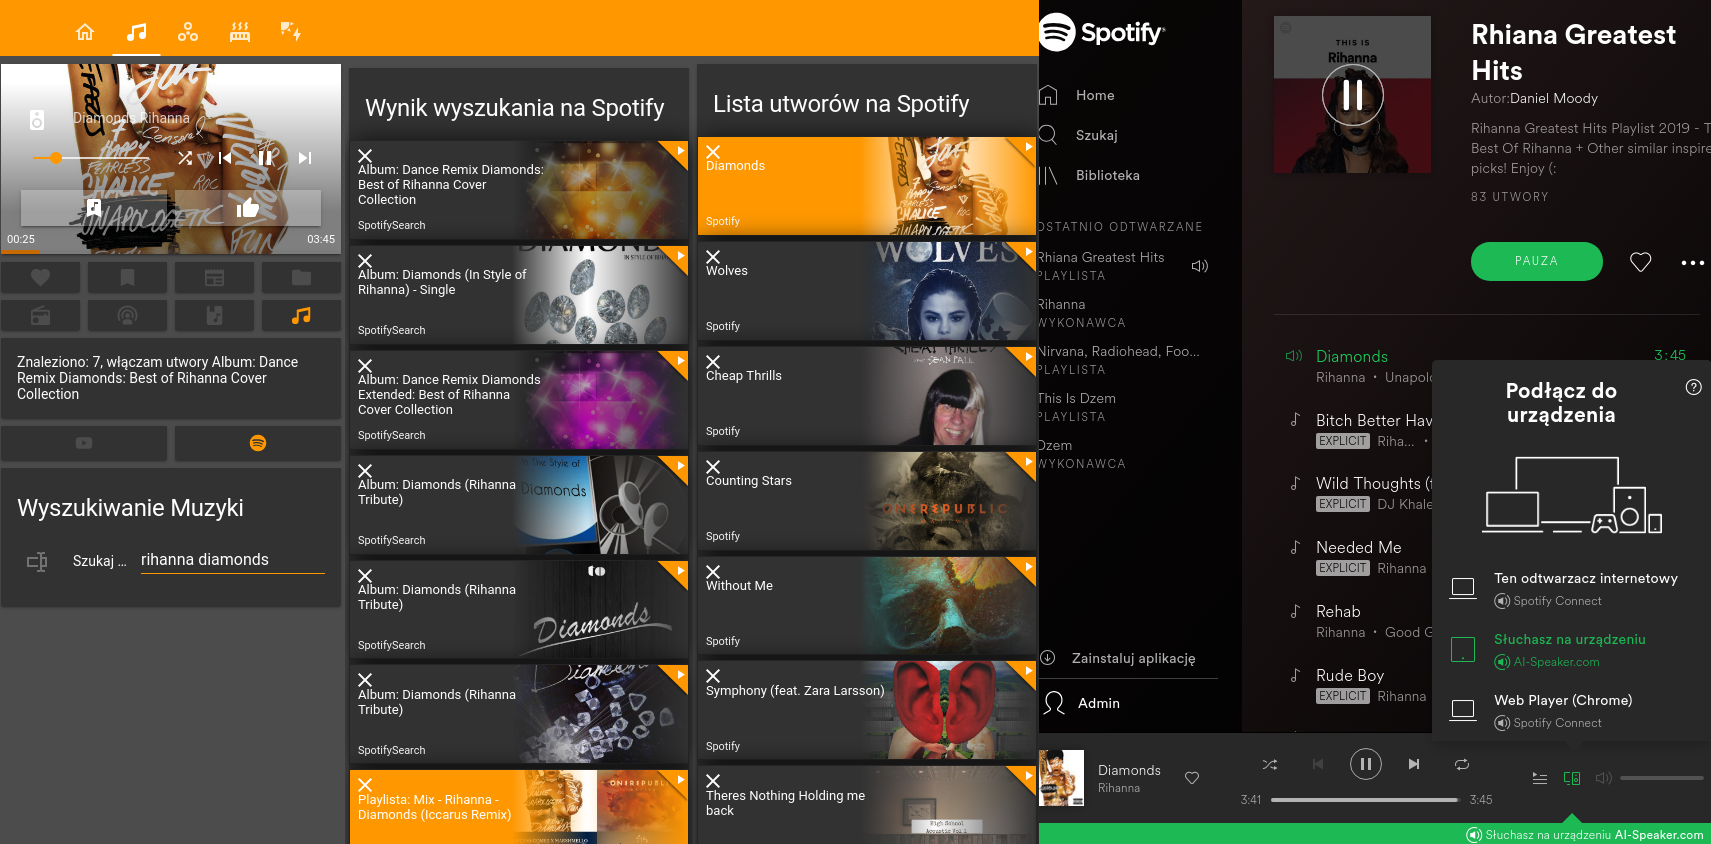 Diamonds Rihanna
00:25
03:45
Znaleziono: 7, włączam utwory Album: Dance
Remix Diamonds: Best of Rihanna Cover
Collection
Wyszukiwanie Muzyki
Szukaj ...
rihanna diamonds
Wynik wyszukania na Spotify
Album: Dance Remix Diamonds:
Best of Rihanna Cover
Collection
SpotifySearch
Album: Diamonds (In Style of
Rihanna) - Single
SpotifySearch
Album: Dance Remix Diamonds
Extended: Best of Rihanna
Cover Collection
SpotifySearch
Album: Diamonds (Rihanna
Tribute)
Diamonds
SpotifySearch
Album: Diamonds (Rihanna
Tribute)
Diamonds
SpotifySearch
Album: Diamonds (Rihanna
Tribute)
SpotifySearch
Playlista: Mix - Rihanna -
Diamonds (Iccarus Remix)
Lista utworów na Spotify
Diamonds
Spotify
WOLVES
Wolves
Spotify
Cheap Thrills
Spotify
Counting Stars
ONEREPUBLIC
Spotify
Without Me
Spotify
Symphony (feat. Zara Larsson)
Spotify
Theres Nothing Holding me
back
High School
Acoustic Vol 1
Spotify
Home
Szukaj
Biblioteka
OSTATNIO ODTWARZANE
Rhiana Greatest Hits
PLAYLISTA
Rihanna
WYKONAWCA
Nirvana, Radiohead, Foo...
PLAYLISTA
This Is Dzem
PLAYLISTA
Dzem
WYKONAWCA
Zainstaluj aplikację
Admin
THIS IS
Rihanna
Rhiana Greatest
Hits
Autor:Daniel Moody
Rihanna Greatest Hits Playlist 2019 - T
Best Of Rihanna + Other similar inspire
picks! Enjoy (:
83 UTWORY
PAUZA
Diamonds
3:45
Rihanna • Unapolo
Bitch Better Hav
EXPLICIT Riha... •
Wild Thoughts (f
EXPLICIT DJ Khale
Needed Me
EXPLICIT Rihanna
Rehab
Rihanna • Good G
Rude Boy
EXPLICIT Rihanna
Podłącz do
urządzenia
Ten odtwarzacz internetowy
Spotify Connect
Słuchasz na urządzeniu
AI-Speaker.com
Web Player (Chrome)
Spotify Connect
Diamonds
Rihanna
3:41
3:45
Słuchasz na urządzeniu AI-Speaker.com